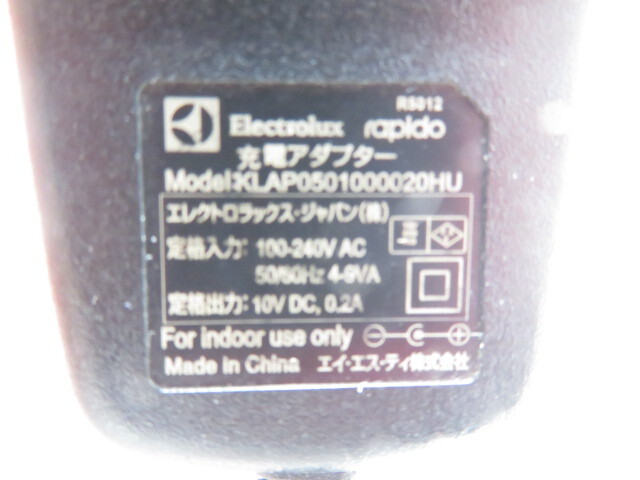 RS012
Electrolux rapido
充電アダプター
Model:KLAP0501000020HU
エレクトロラックス・ジャパン(株)
定格入力: 100-240V AC
50/60Hz 4-9VA
定格出力: 10V DC, 0.2A
For indoor use only
Made in China エイ・エス・ティ株式会社